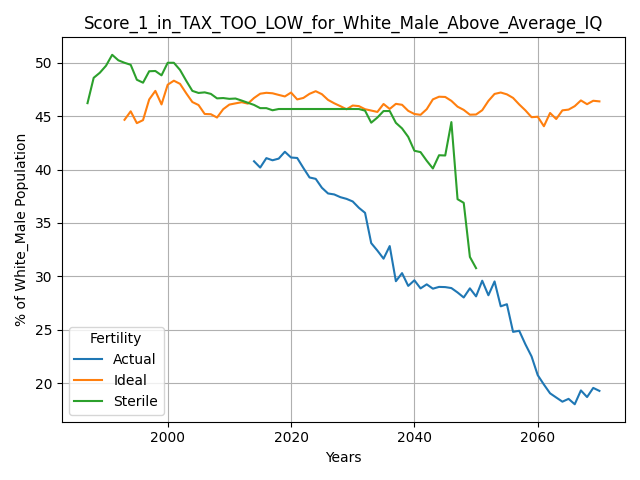 Score_1_in_TAX_TOO_LOW_for_White_Male_Above_Average_IQ
% of White_Male Population
50
45
40
35
30
25
20
Fertility
Actual
Ideal
Sterile
2000
2020
2040
2060
Years